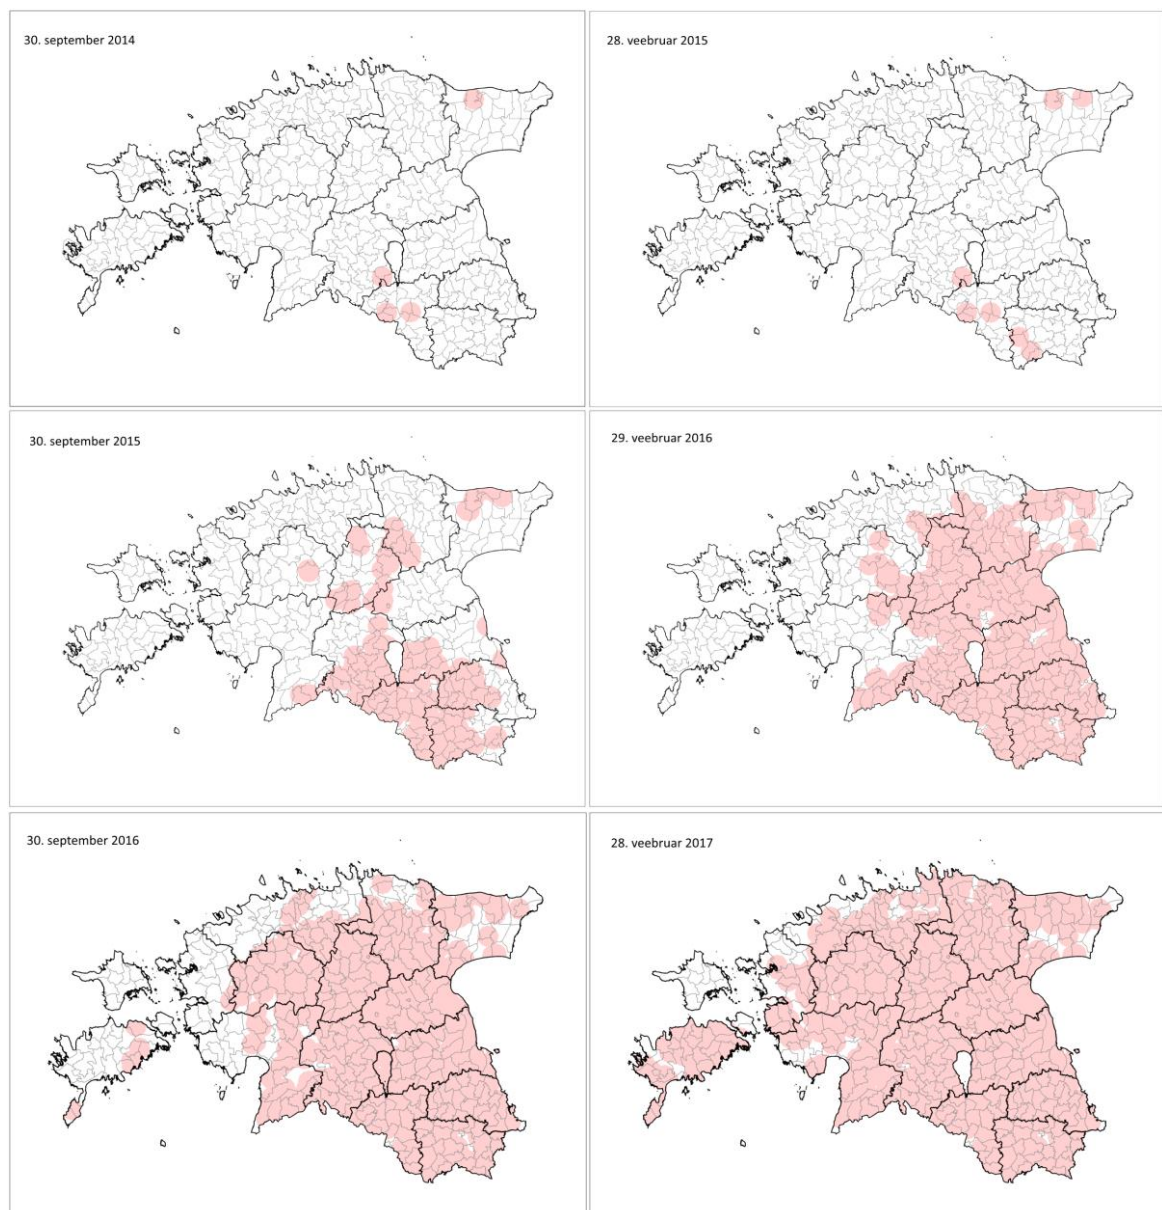 30. september 2014
28. veebruar 2015
30. september 2015
29. veebruar 2016
30. september 2016
28. veebruar 2017